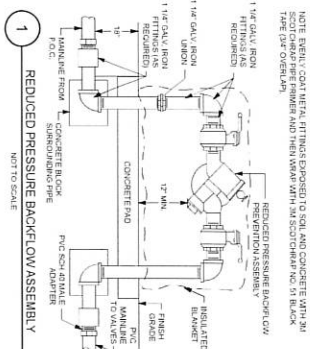 NOTE: EVENLY COAT METAL FITTINGS EXPOSED TO SOIL AND CONCRETE WITH 3M
SCOTCHRAP PIPE PRIMER AND THEN WRAP WITH 3M SCOTCHRAP NO. 51 BLACK
TAPE (3/4" OVERLAP).
1 1/4" GALV. IRON
FITTINGS (AS
REQUIRED)
1 1/4" GALV. IRON
UNION
1 1/4" GALV. IRON
FITTINGS (AS
REQUIRED)
18"
MAINLINE FROM
P.O.C.
REDUCED PRESSURE BACKFLOW
PREVENTION ASSEMBLY
12" MIN.
INSULATED
BLANKET
CONCRETE PAD
FINISH
GRADE
CONCRETE BLOCK
SURROUNDING PIPE
PVC
MAINLINE
TO VALVES
PVC SCH 40 MALE
ADAPTER
1
REDUCED PRESSURE BACKFLOW ASSEMBLY
NOT TO SCALE